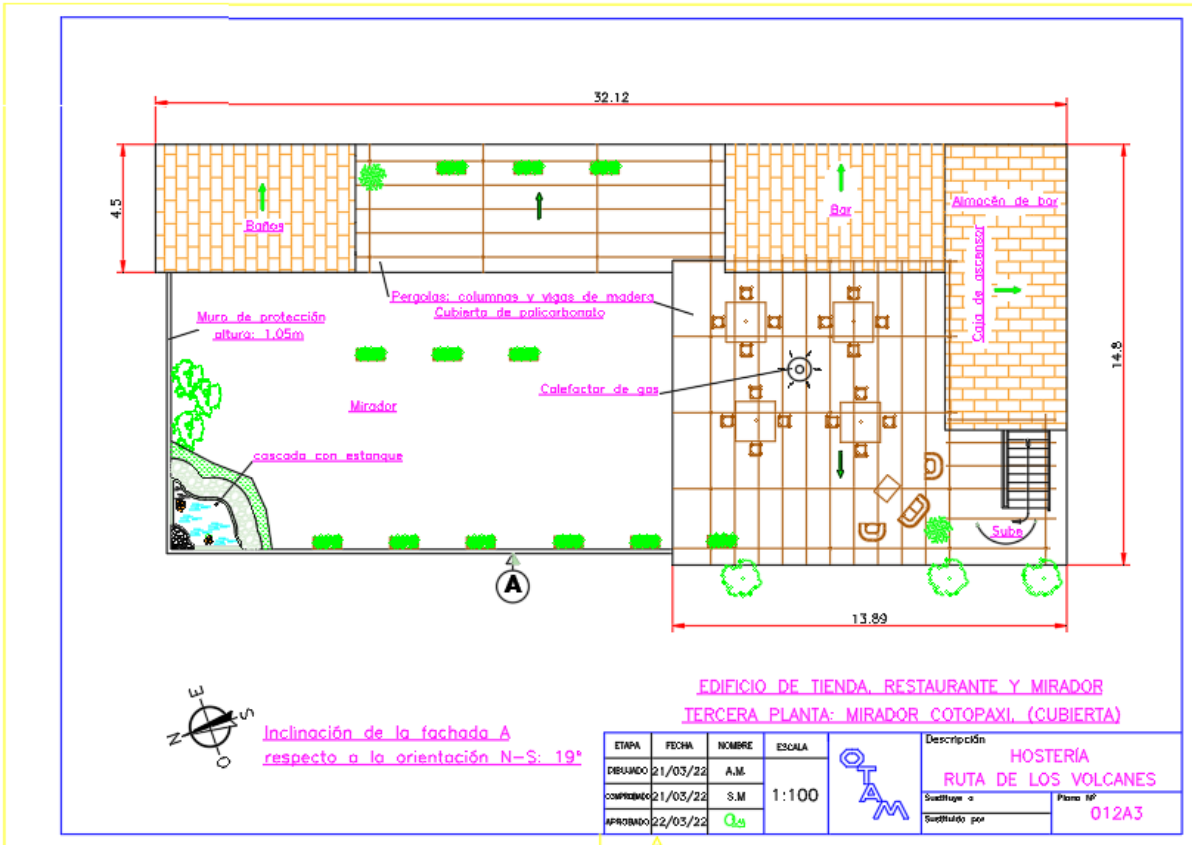 32.12
4.5
Baños
Bar
Almacén de bar
Caja de ascensor
14.8
Pergolas: columnas y vigas de madera
Cubierta de policarbonato
Muro de protección
altura: 1.05m
Calefactor de gas
Mirador
cascada con estanque
Sube
A
13.89
N E S O
Inclinación de la fachada A
respecto a la orientación N-S: 19°
EDIFICIO DE TIENDA, RESTAURANTE Y MIRADOR
TERCERA PLANTA: MIRADOR COTOPAXI, (CUBIERTA)
ETAPA FECHA NOMBRE ESCALA
DIBUJADO 21/03/22 A.M.
COMPROBADO 21/03/22 S.M 1:100
APROBADO 22/03/22
OTAM
Descripción
HOSTERÍA
RUTA DE LOS VOLCANES
Sustituye a
Sustituido por
Plano Nº
012A3